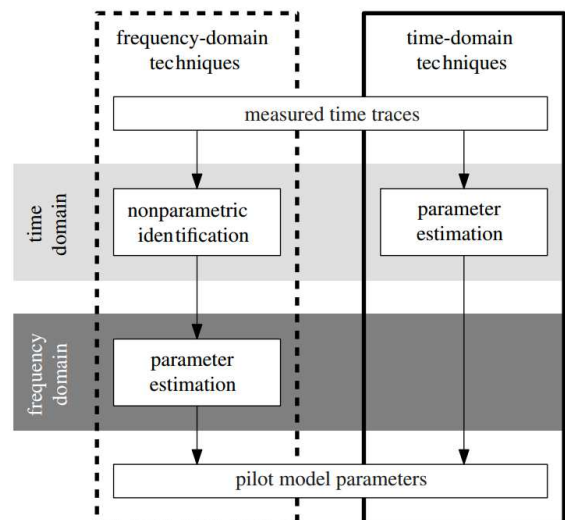 frequency-domain
techniques
time-domain
techniques
measured time traces
time
domain
nonparametric
identification
parameter
estimation
frequency
domain
parameter
estimation
pilot model parameters